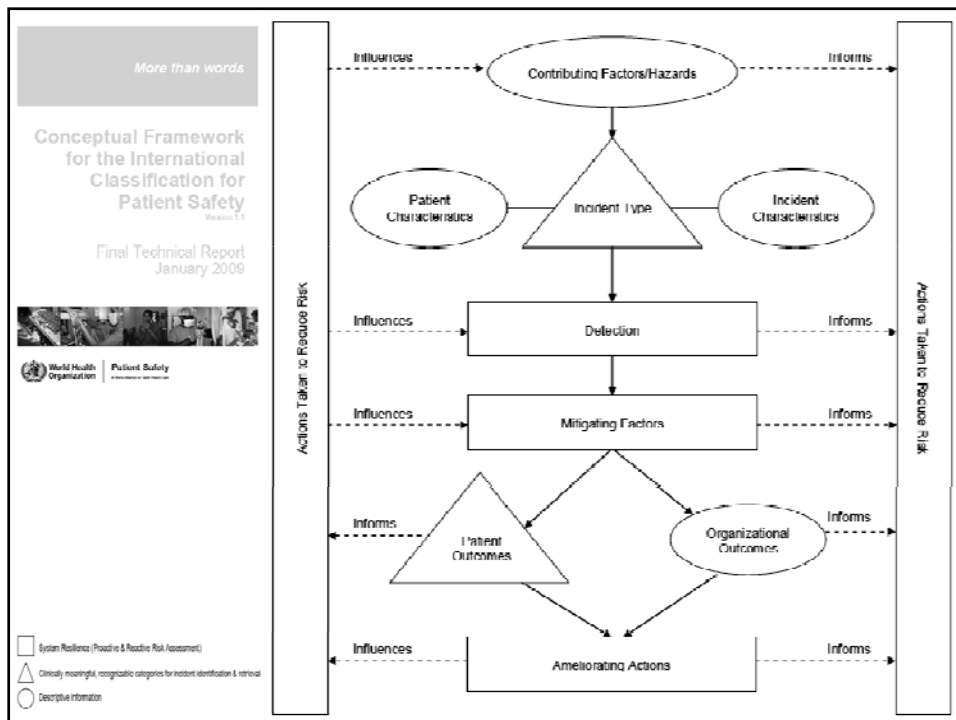 More than words
Conceptual Framework
for the International
Classification for
Patient Safety
Version 1.1
Final Technical Report
January 2009
World Health
Organization
Patient Safety
System Resilience (Proactive & Reactive Risk Assessment)
Clinically meaningful, recognizable categories for incident identification & retrieval
Descriptive Information
Actions Taken to Reduce Risk
Influences
Contributing Factors/Hazards
Informs
Patient
Characteristics
Incident Type
Incident
Characteristics
Influences
Detection
Informs
Influences
Mitigating Factors
Informs
Informs
Patient
Outcomes
Organizational
Outcomes
Informs
Influences
Ameliorating Actions
Informs
Actions Taken to Reduce Risk